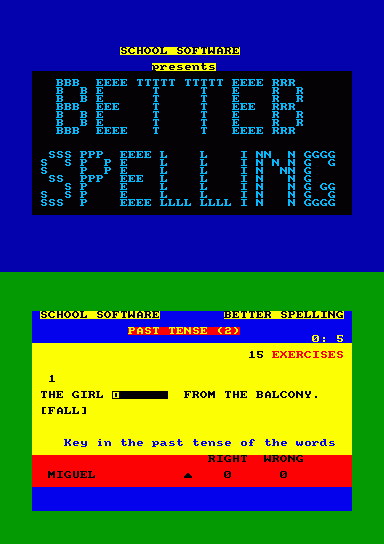 SCHOOL SOFTWARE
presents
BETTER
SPELLING
SCHOOL SOFTWARE BETTER SPELLING
PAST TENSE (2)
0: 5
15 EXERCISES
1
THE GIRL FROM THE BALCONY.
[FALL]
Key in the past tense of the words
RIGHT WRONG
MIGUEL 0 0